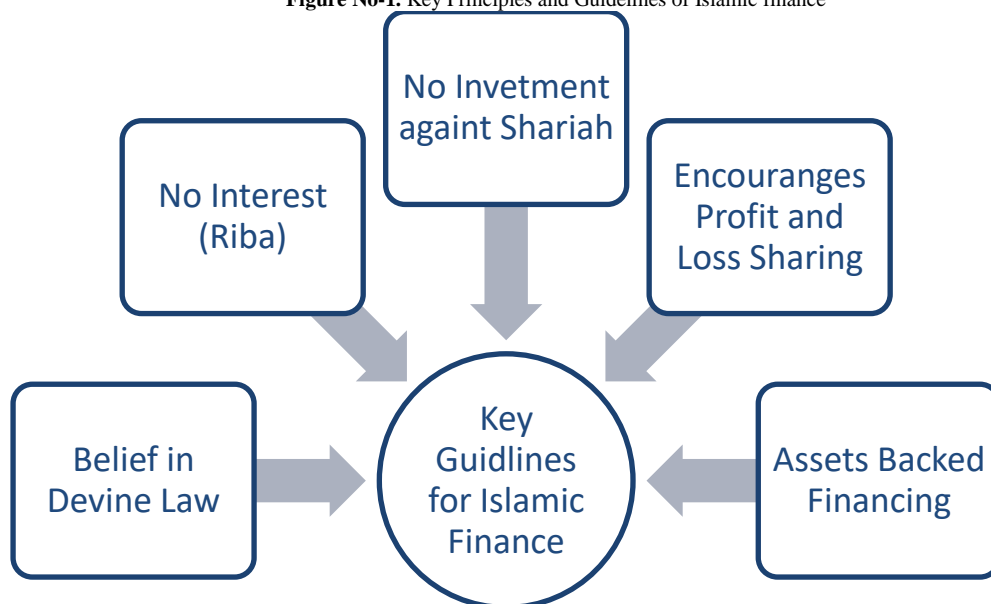 Figure No-1. Key Principles and Guidelines of Islamic finance
No Invetment
againt Shariah
No Interest
(Riba)
Encouranges
Profit and
Loss Sharing
Belief in
Devine Law
Key
Guidlines
for Islamic
Finance
Assets Backed
Financing